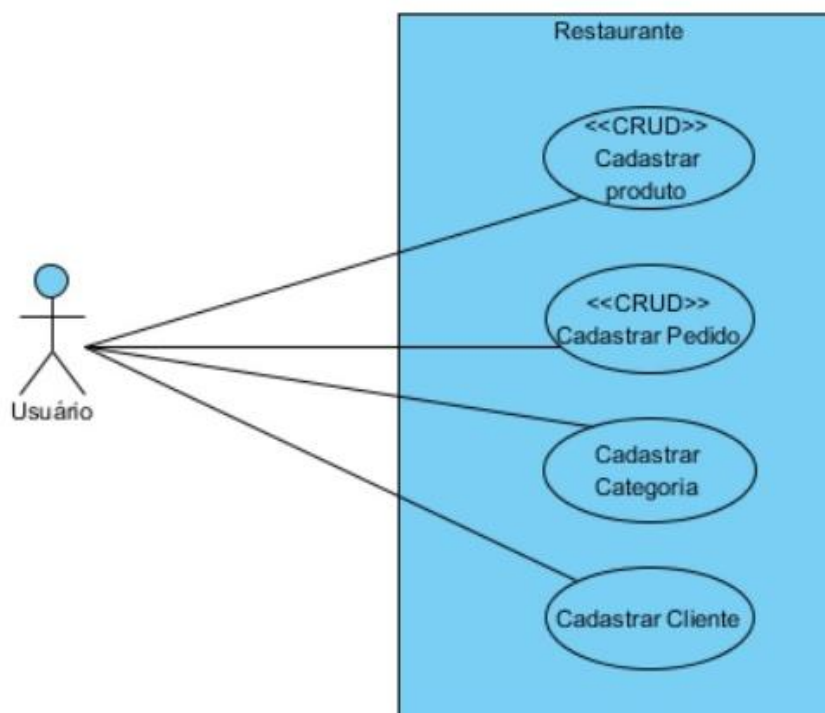 Restaurante
<<CRUD>>
Cadastrar
produto
<<CRUD>>
Cadastrar Pedido
Usuário
Cadastrar
Categoria
Cadastrar Cliente